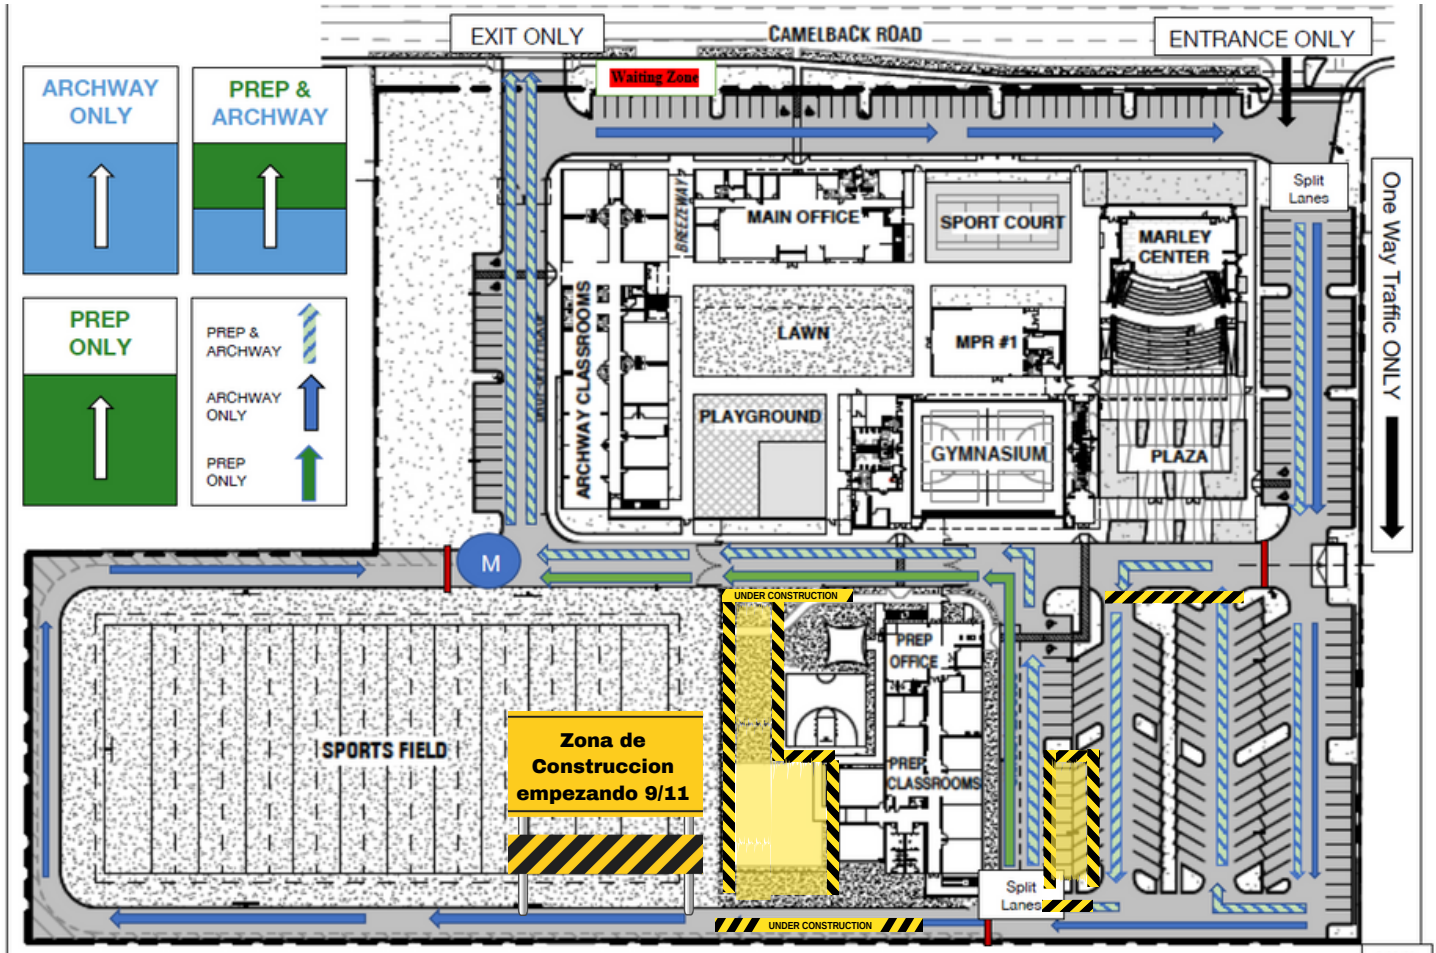 EXIT ONLY
CAMELBACK ROAD
ENTRANCE ONLY
Waiting Zone
ARCHWAY
ONLY
PREP &
ARCHWAY
PREP
ONLY
PREP &
ARCHWAY
ARCHWAY
ONLY
PREP
ONLY
Split
Lanes
One Way Traffic ONLY
BREEZEWAY
MAIN OFFICE
SPORT COURT
MARLEY
CENTER
ARCHWAY CLASSROOMS
LAWN
MPR #1
PLAYGROUND
GYMNASIUM
PLAZA
M
UNDER CONSTRUCTION
PREP
OFFICE
SPORTS FIELD
Zona de
Construccion
empezando 9/11
PREP
CLASSROOMS
Split
Lanes
UNDER CONSTRUCTION